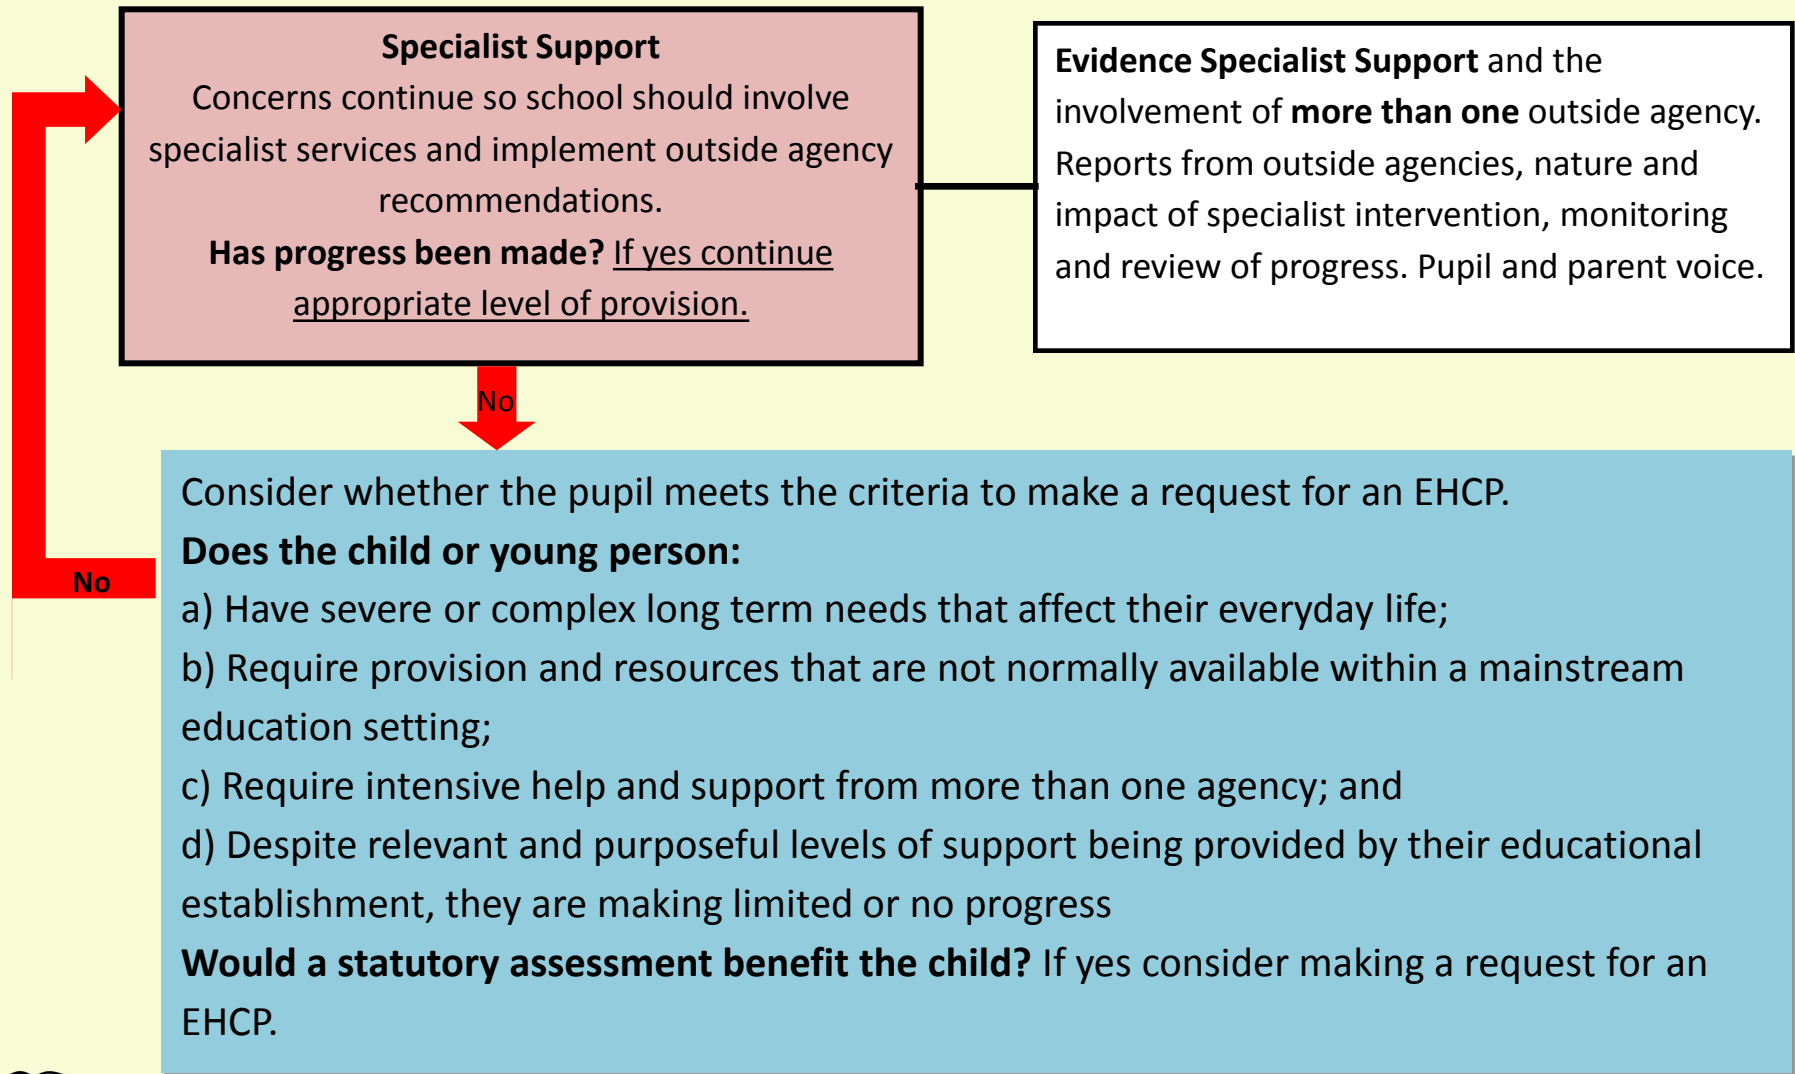 Specialist Support
Concerns continue so school should involve
specialist services and implement outside agency
recommendations.
Has progress been made? If yes continue
appropriate level of provision.
Evidence Specialist Support and the
involvement of more than one outside agency.
Reports from outside agencies, nature and
impact of specialist intervention, monitoring
and review of progress. Pupil and parent voice.
No
No
Consider whether the pupil meets the criteria to make a request for an EHCP.
Does the child or young person:
a) Have severe or complex long term needs that affect their everyday life;
b) Require provision and resources that are not normally available within a mainstream
education setting;
c) Require intensive help and support from more than one agency; and
d) Despite relevant and purposeful levels of support being provided by their educational
establishment, they are making limited or no progress
Would a statutory assessment benefit the child? If yes consider making a request for an
EHCP.